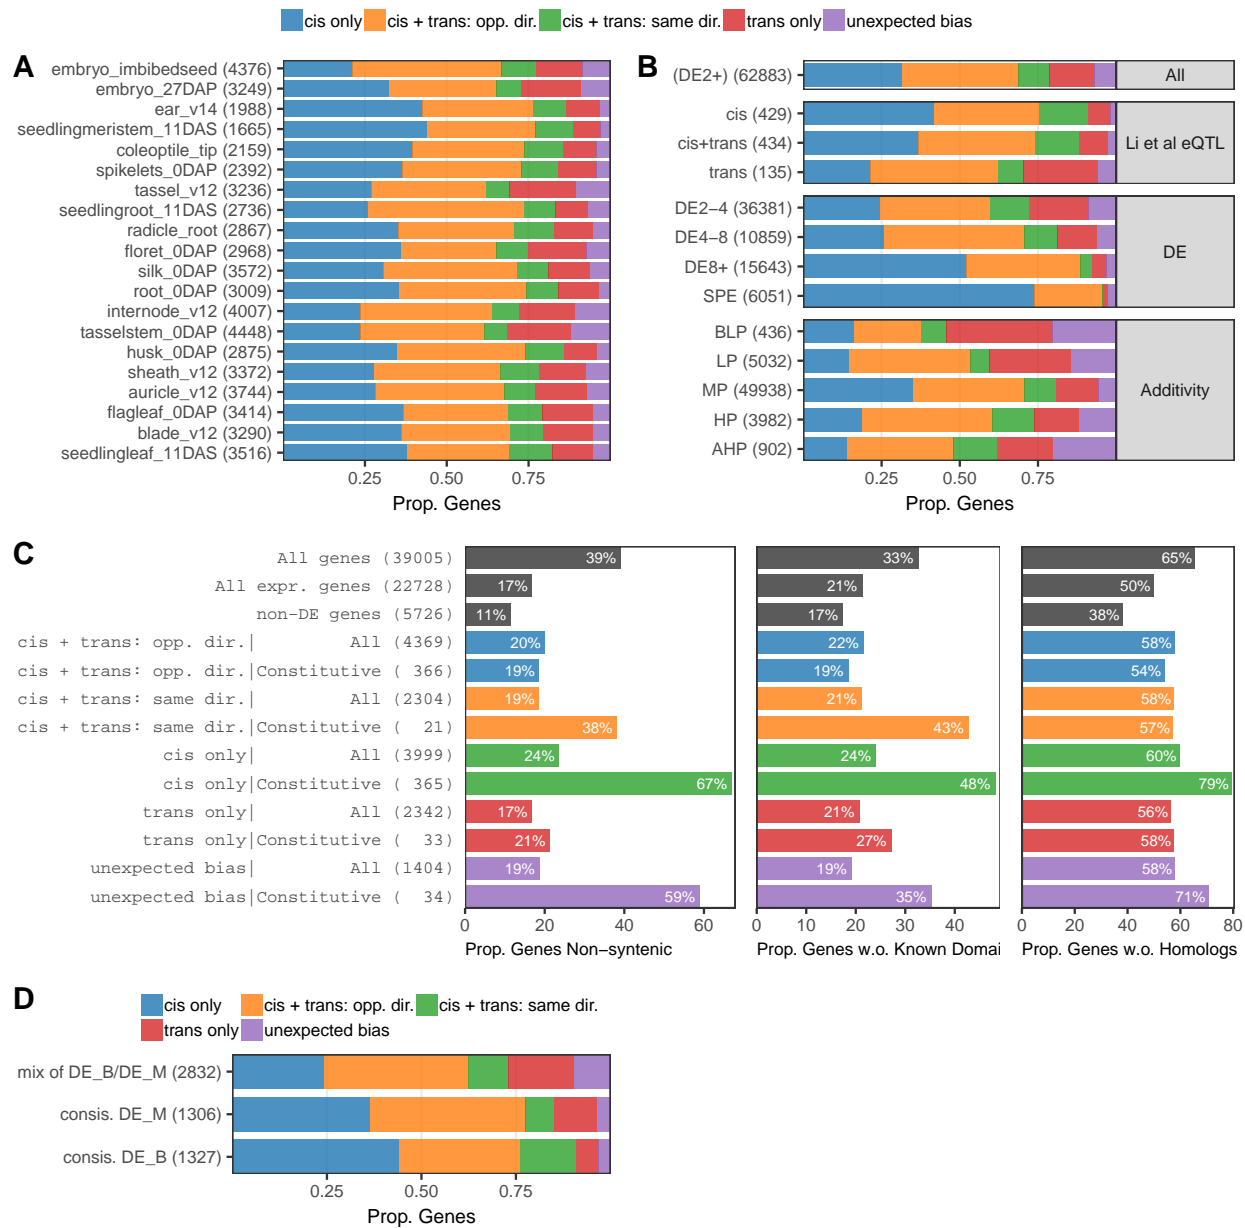 cis only cis + trans: opp. dir. cis + trans: same dir. trans only unexpected bias
A
embryo_imbibedseed (4376)
embryo_27DAP (3249)
ear_v14 (1988)
seedlingmeristem_11DAS (1665)
coleoptile_tip (2159)
spikelets_0DAP (2392)
tassel_v12 (3236)
seedlingroot_11DAS (2736)
radicle_root (2867)
floret_0DAP (2968)
silk_0DAP (3572)
root_0DAP (3009)
internode_v12 (4007)
tasselstem_0DAP (4448)
husk_0DAP (2875)
sheath_v12 (3372)
auricle_v12 (3744)
flagleaf_0DAP (3414)
blade_v12 (3290)
seedlingleaf_11DAS (3516)
0.25 0.50 0.75
Prop. Genes
B
(DE2+) (62883) All
cis (429)
cis+trans (434) Li et al eQTL
trans (135)
DE2−4 (36381)
DE4−8 (10859) DE
DE8+ (15643)
SPE (6051)
BLP (436)
LP (5032)
MP (49938) Additivity
HP (3982)
AHP (902)
0.25 0.50 0.75
Prop. Genes
C
All genes (39005) 39% 33% 65%
All expr. genes (22728) 17% 21% 50%
non−DE genes (5726) 11% 17% 38%
cis + trans: opp. dir.| All (4369) 20% 22% 58%
cis + trans: opp. dir.|Constitutive ( 366) 19% 19% 54%
cis + trans: same dir.| All (2304) 19% 21% 58%
cis + trans: same dir.|Constitutive ( 21) 38% 43% 57%
cis only| All (3999) 24% 24% 60%
cis only|Constitutive ( 365) 67% 48% 79%
trans only| All (2342) 17% 21% 56%
trans only|Constitutive ( 33) 21% 27% 58%
unexpected bias| All (1404) 19% 19% 58%
unexpected bias|Constitutive ( 34) 59% 35% 71%
0 20 40 60 0 20 40 0 20 40 60 80
Prop. Genes Non−syntenic Prop. Genes w.o. Known Domai Prop. Genes w.o. Homologs
D
cis only cis + trans: opp. dir. cis + trans: same dir.
trans only unexpected bias
mix of DE_B/DE_M (2832)
consis. DE_M (1306)
consis. DE_B (1327)
0.25 0.50 0.75
Prop. Genes